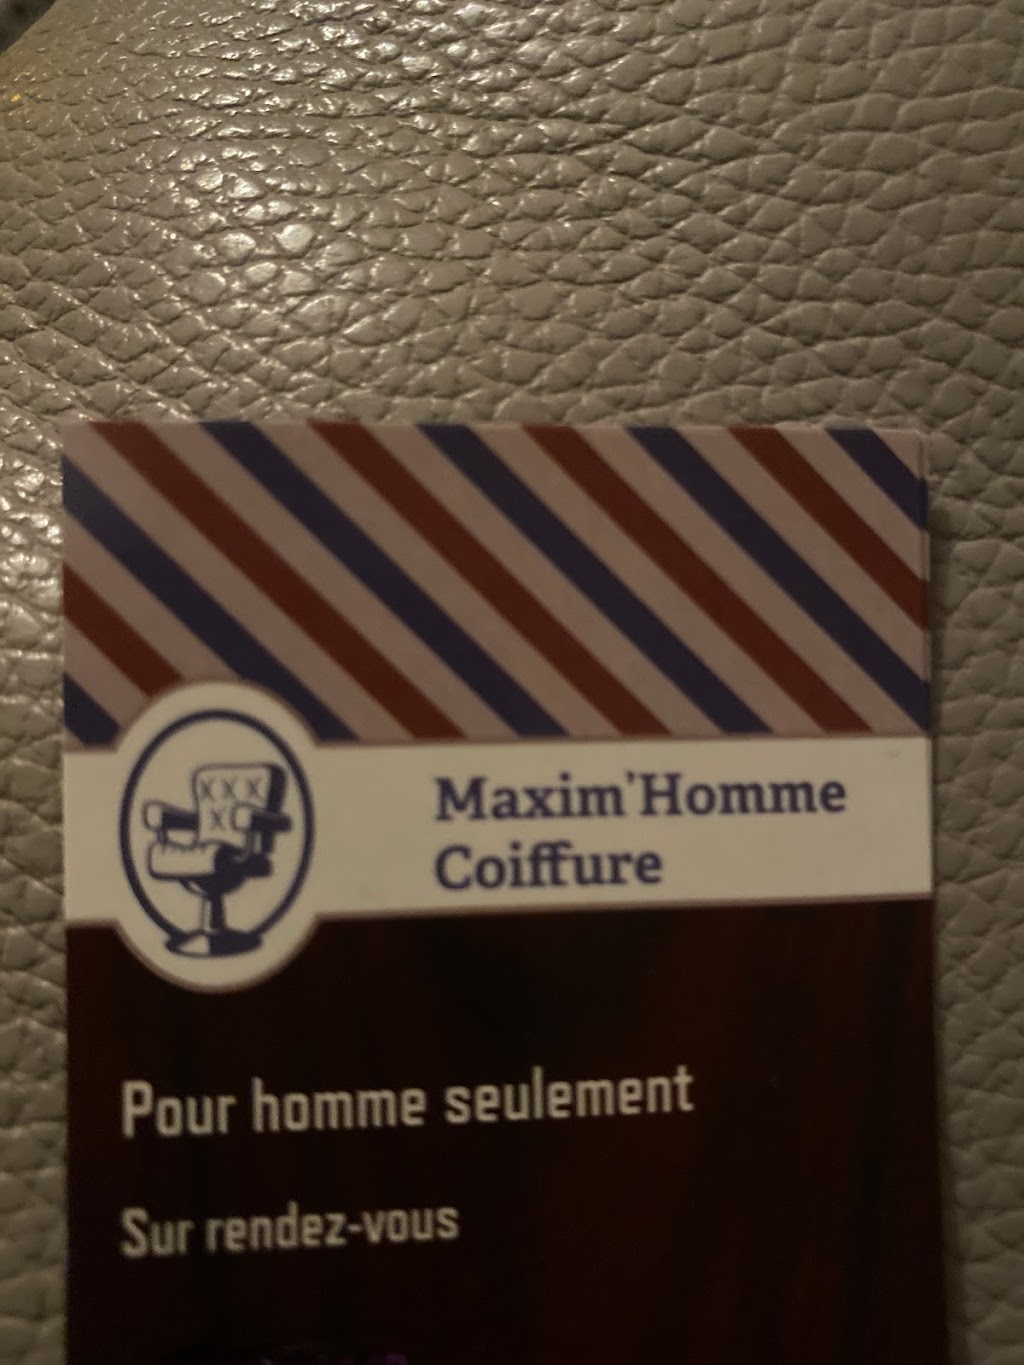 Maxim'Homme
Coiffure
Pour homme seulement
Sur rendez-vous